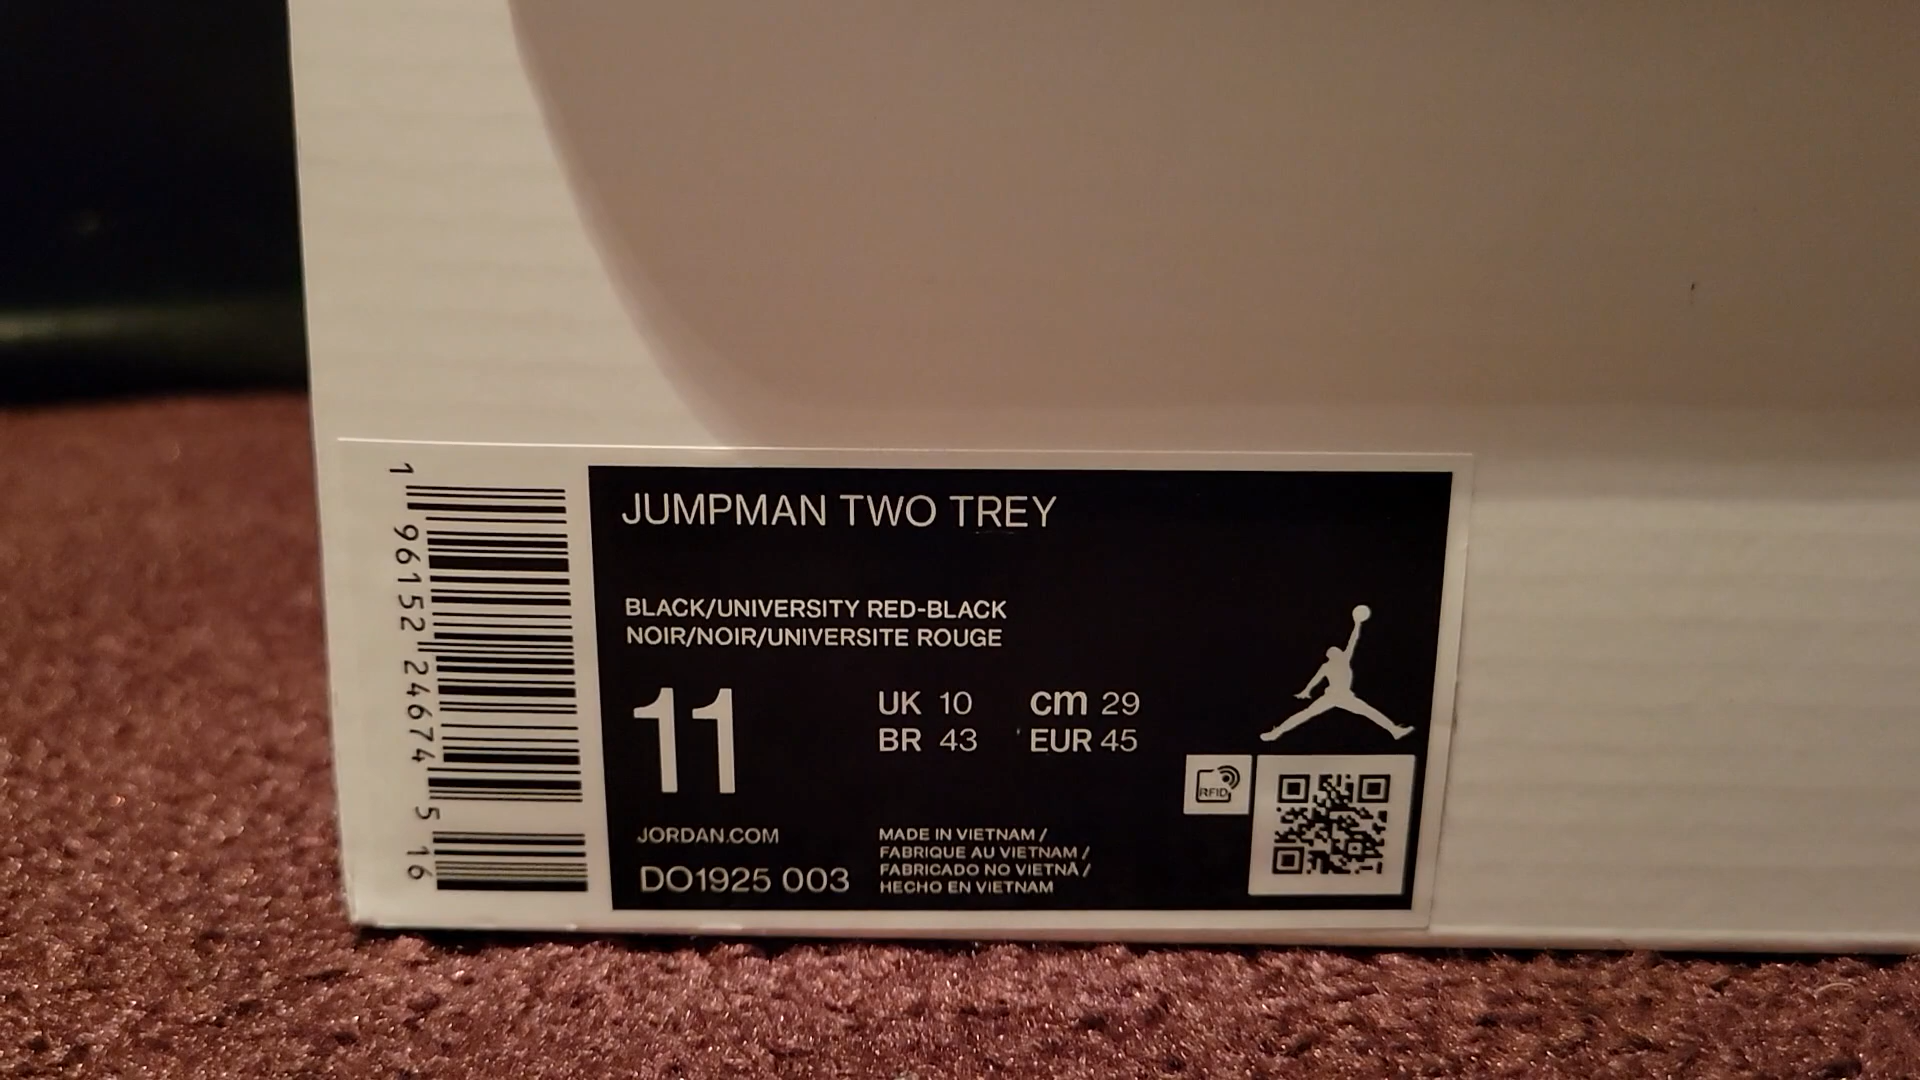 1 96152 24674 5 16
JUMPMAN TWO TREY
BLACK/UNIVERSITY RED-BLACK
NOIR/NOIR/UNIVERSITE ROUGE
11
UK 10 cm 29
BR 43 EUR 45
RFID
JORDAN.COM
DO1925 003
MADE IN VIETNAM /
FABRIQUE AU VIETNAM /
FABRICADO NO VIETNÃ /
HECHO EN VIETNAM